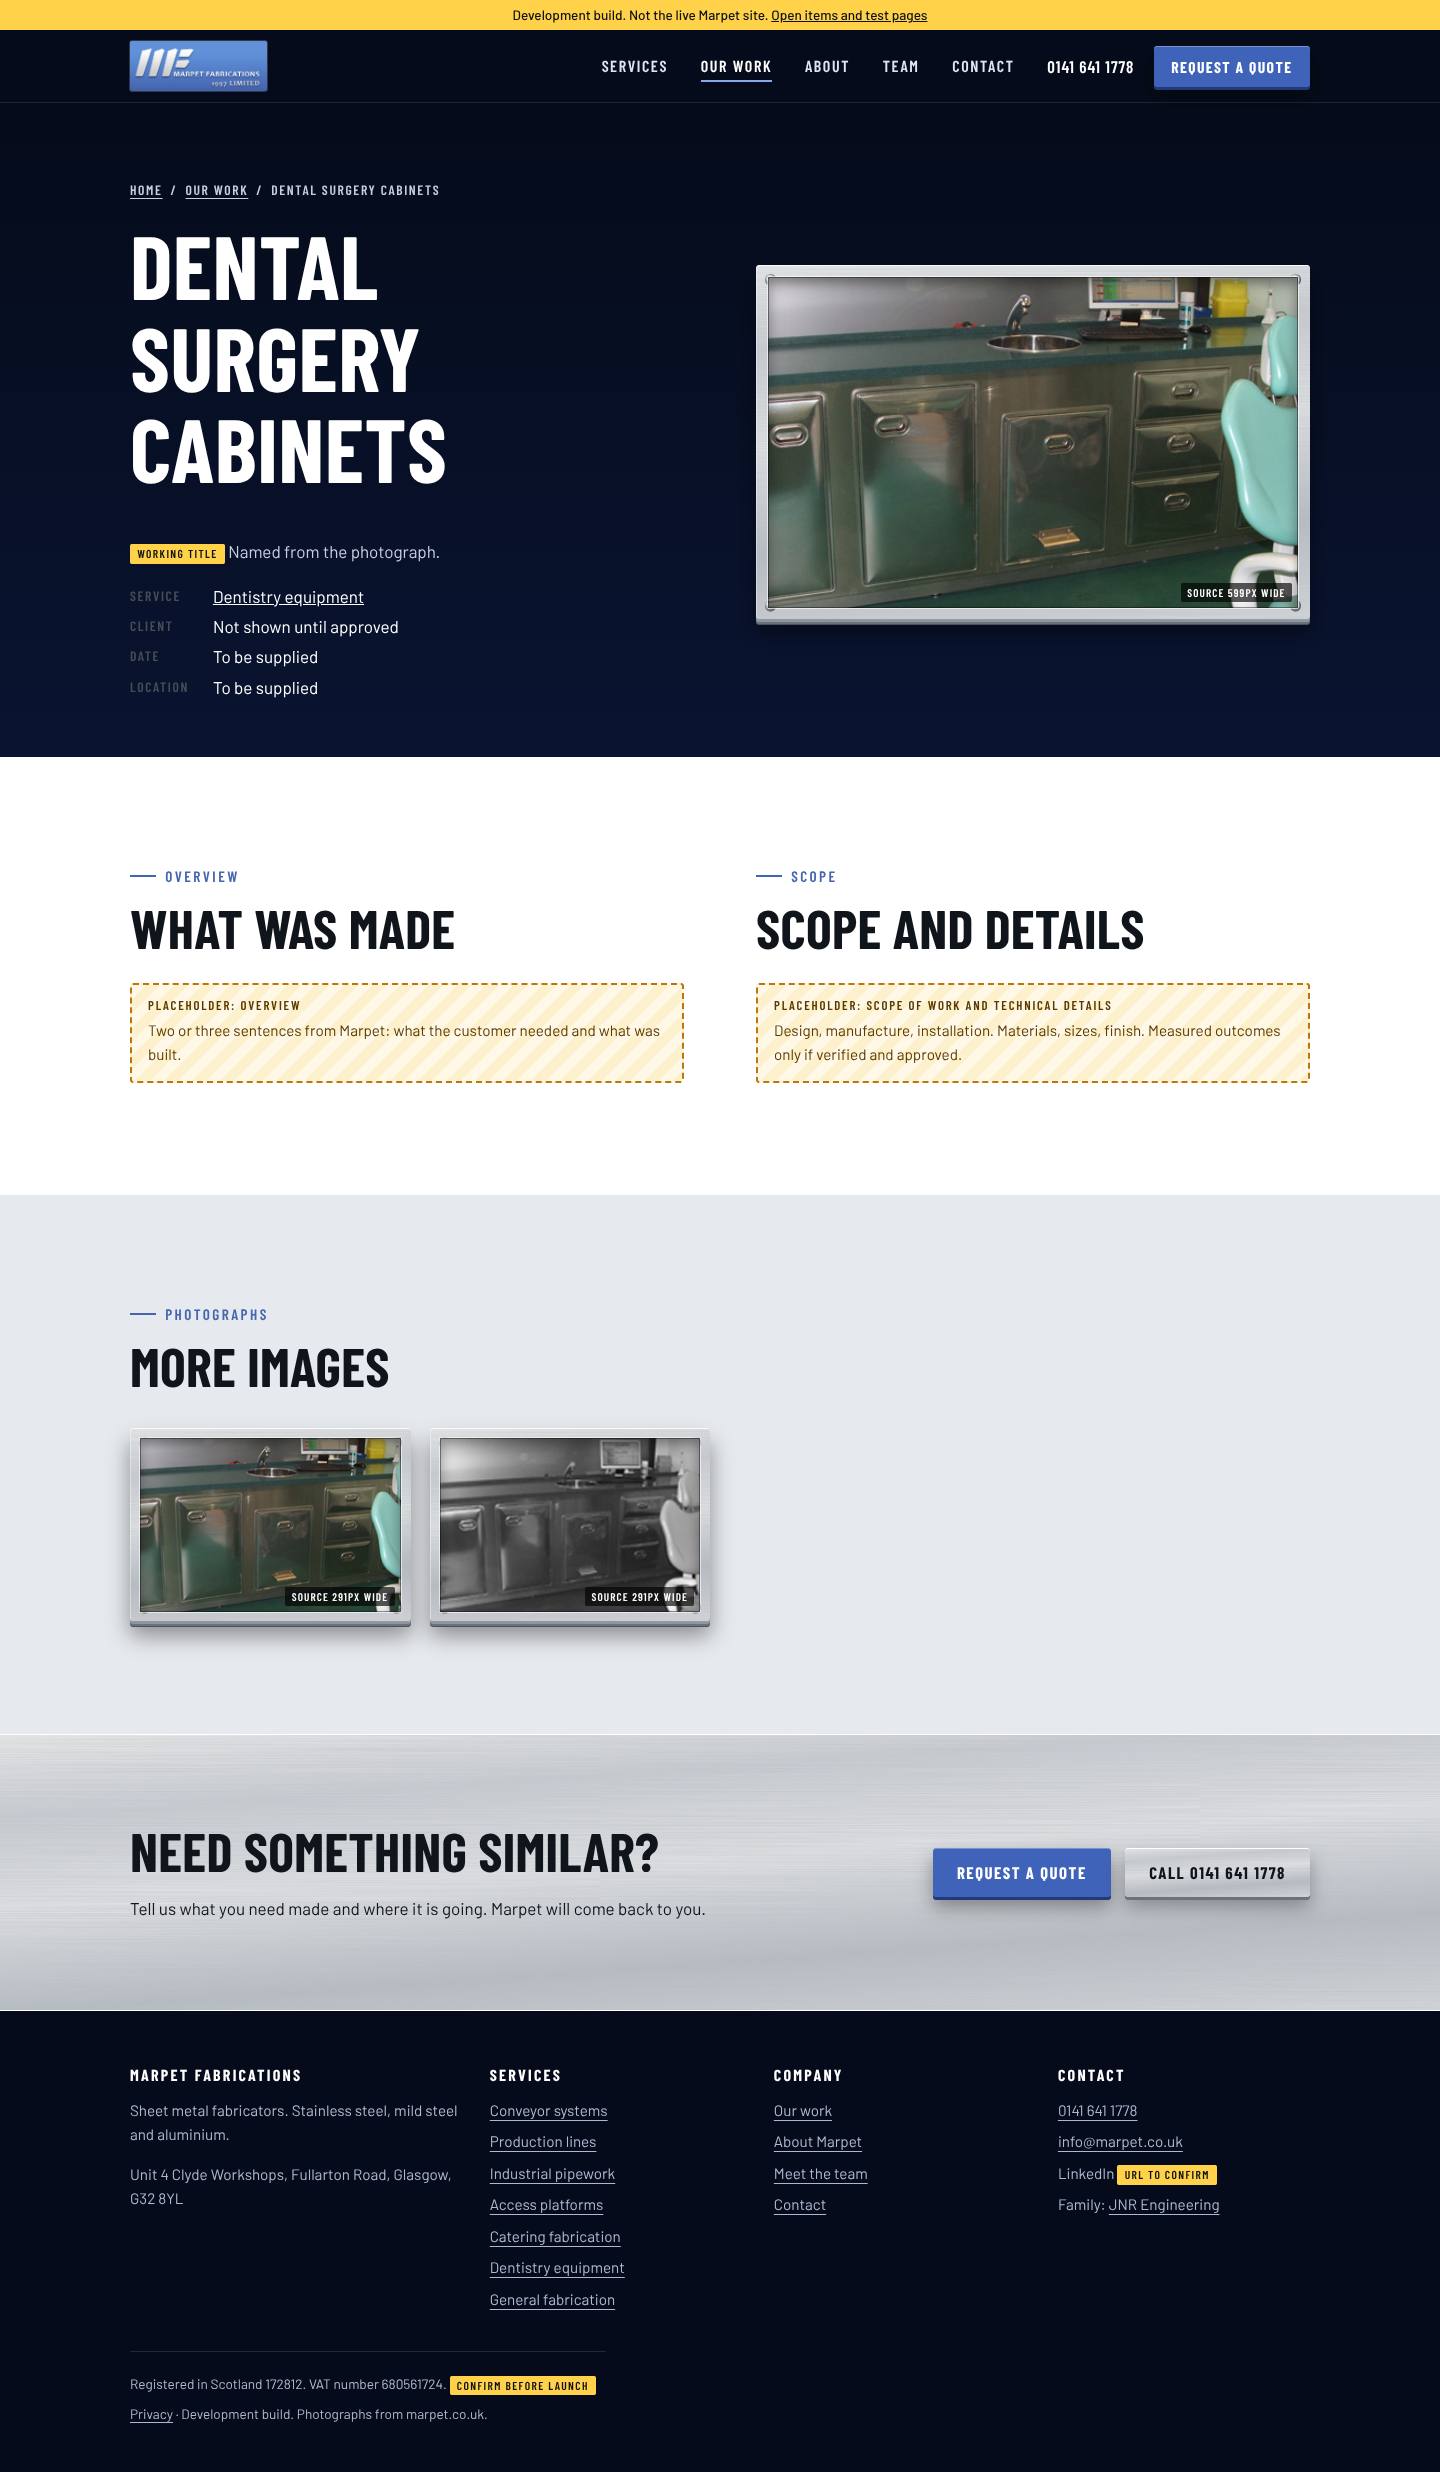 Development build. Not the live Marpet site. Open items and test pages
MF MARPET FABRICATIONS
1997 LIMITED
SERVICES OUR WORK ABOUT TEAM CONTACT 0141 641 1778 REQUEST A QUOTE
HOME / OUR WORK / DENTAL SURGERY CABINETS
DENTAL
SURGERY
CABINETS
WORKING TITLE Named from the photograph.
SERVICE Dentistry equipment
CLIENT Not shown until approved
DATE To be supplied
LOCATION To be supplied
SOURCE 599PX WIDE
OVERVIEW
WHAT WAS MADE
PLACEHOLDER: OVERVIEW
Two or three sentences from Marpet: what the customer needed and what was
built.
SCOPE
SCOPE AND DETAILS
PLACEHOLDER: SCOPE OF WORK AND TECHNICAL DETAILS
Design, manufacture, installation. Materials, sizes, finish. Measured outcomes
only if verified and approved.
PHOTOGRAPHS
MORE IMAGES
SOURCE 291PX WIDE
SOURCE 291PX WIDE
NEED SOMETHING SIMILAR?
Tell us what you need made and where it is going. Marpet will come back to you.
REQUEST A QUOTE
CALL 0141 641 1778
MARPET FABRICATIONS
Sheet metal fabricators. Stainless steel, mild steel
and aluminium.
Unit 4 Clyde Workshops, Fullarton Road, Glasgow,
G32 8YL
SERVICES
Conveyor systems
Production lines
Industrial pipework
Access platforms
Catering fabrication
Dentistry equipment
General fabrication
COMPANY
Our work
About Marpet
Meet the team
Contact
CONTACT
0141 641 1778
info@marpet.co.uk
LinkedIn URL TO CONFIRM
Family: JNR Engineering
Registered in Scotland 172812. VAT number 680561724. CONFIRM BEFORE LAUNCH
Privacy · Development build. Photographs from marpet.co.uk.